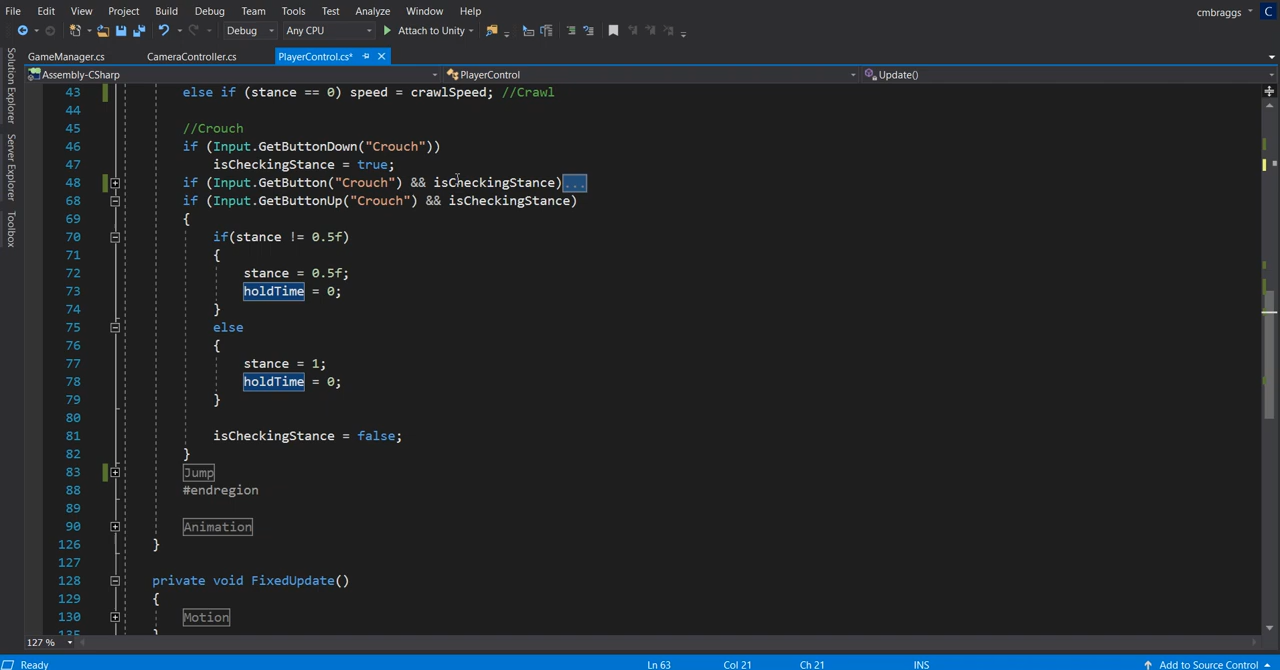 File Edit View Project Build Debug Team Tools Test Analyze Window Help
cmbraggs C
Debug Any CPU Attach to Unity
GameManager.cs CameraController.cs PlayerControl.cs*
Assembly-CSharp PlayerControl Update()
Solution Explorer
Server Explorer
Toolbox
43 else if (stance == 0) speed = crawlSpeed; //Crawl
44
45 //Crouch
46 if (Input.GetButtonDown("Crouch"))
47 isCheckingStance = true;
48 if (Input.GetButton("Crouch") && isCheckingStance)...
68 if (Input.GetButtonUp("Crouch") && isCheckingStance)
69 {
70 if(stance != 0.5f)
71 {
72 stance = 0.5f;
73 holdTime = 0;
74 }
75 else
76 {
77 stance = 1;
78 holdTime = 0;
79 }
80
81 isCheckingStance = false;
82 }
83 Jump
88 #endregion
89
90 Animation
126 }
127
128 private void FixedUpdate()
129 {
130 Motion
135 }
127 %
Ready Ln 63 Col 21 Ch 21 INS Add to Source Control